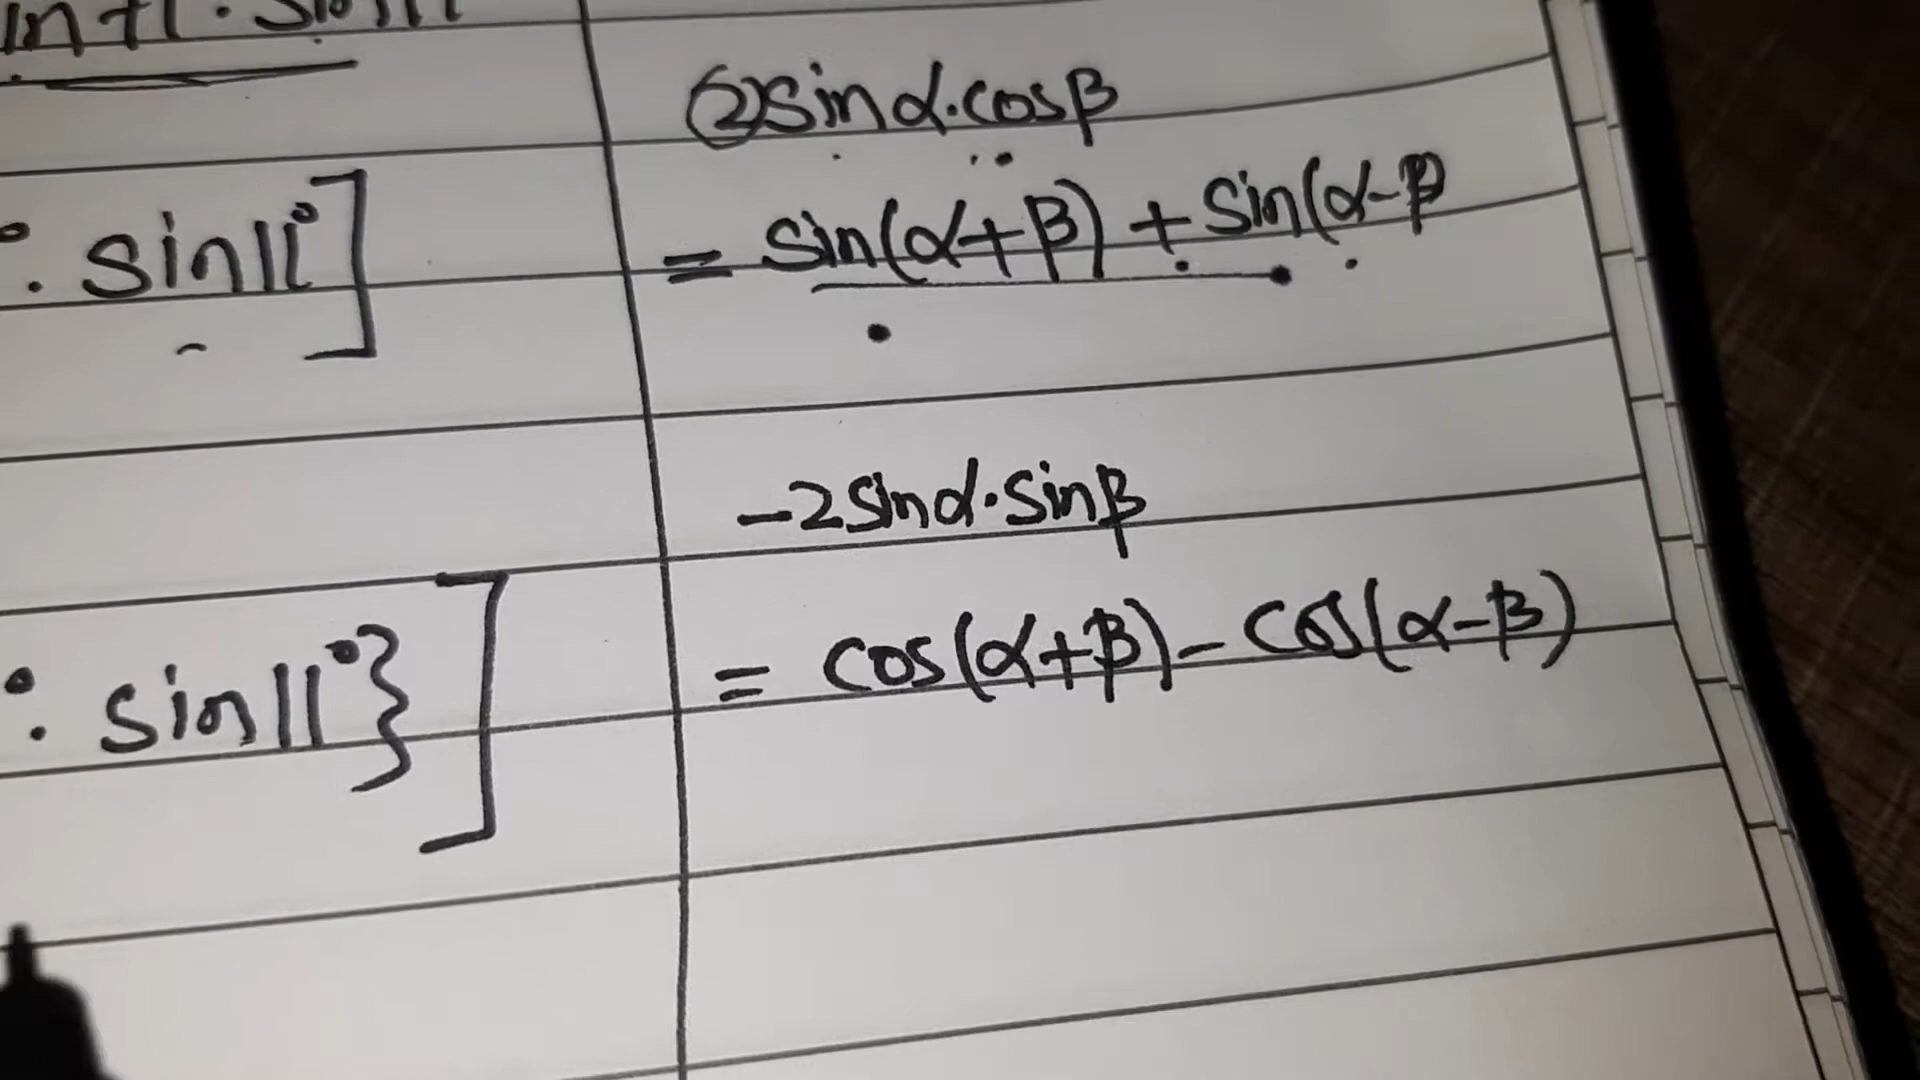 . sin11°]
: sin11°}]
2sinα·cosβ
= sin(α+β) + sin(α-β
-2sinα·sinβ
= cos(α+β)-cos(α-β)